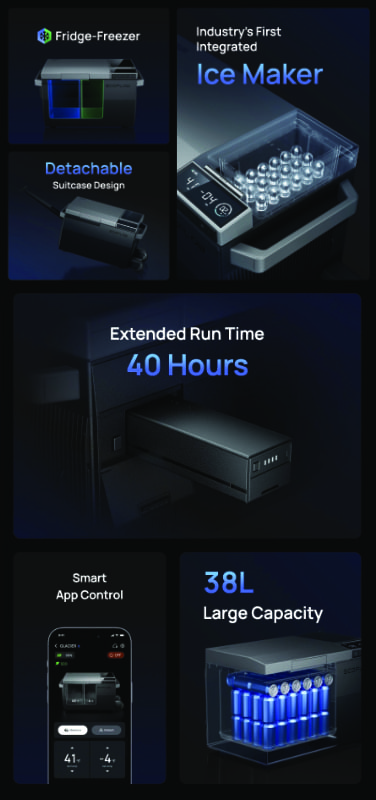 Fridge-Freezer
Industry's First
Integrated
Ice Maker
Detachable
Suitcase Design
Extended Run Time
40 Hours
Smart
App Control
GLACIER
OFF
41
-4
38L
Large Capacity